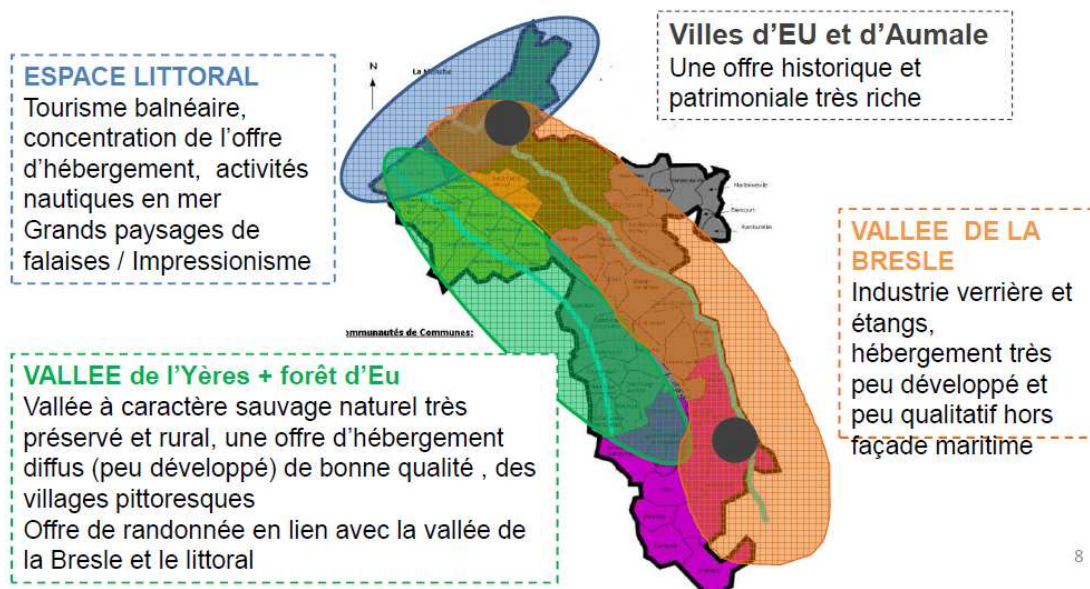 Villes d’EU et d’Aumale
Une offre historique et
patrimoniale très riche
ESPACE LITTORAL
Tourisme balnéaire,
concentration de l’offre
d’hébergement, activités
nautiques en mer
Grands paysages de
falaises / Impressionisme
N
La Manche
VALLEE DE LA
BRESLE
Industrie verrière et
étangs,
hébergement très
peu développé et
peu qualitatif hors
façade maritime
ommunautés de Communes:
VALLEE de l’Yères + forêt d’Eu
Vallée à caractère sauvage naturel très
préservé et rural, une offre d’hébergement
diffus (peu développé) de bonne qualité , des
villages pittoresques
Offre de randonnée en lien avec la vallée de
la Bresle et le littoral
8